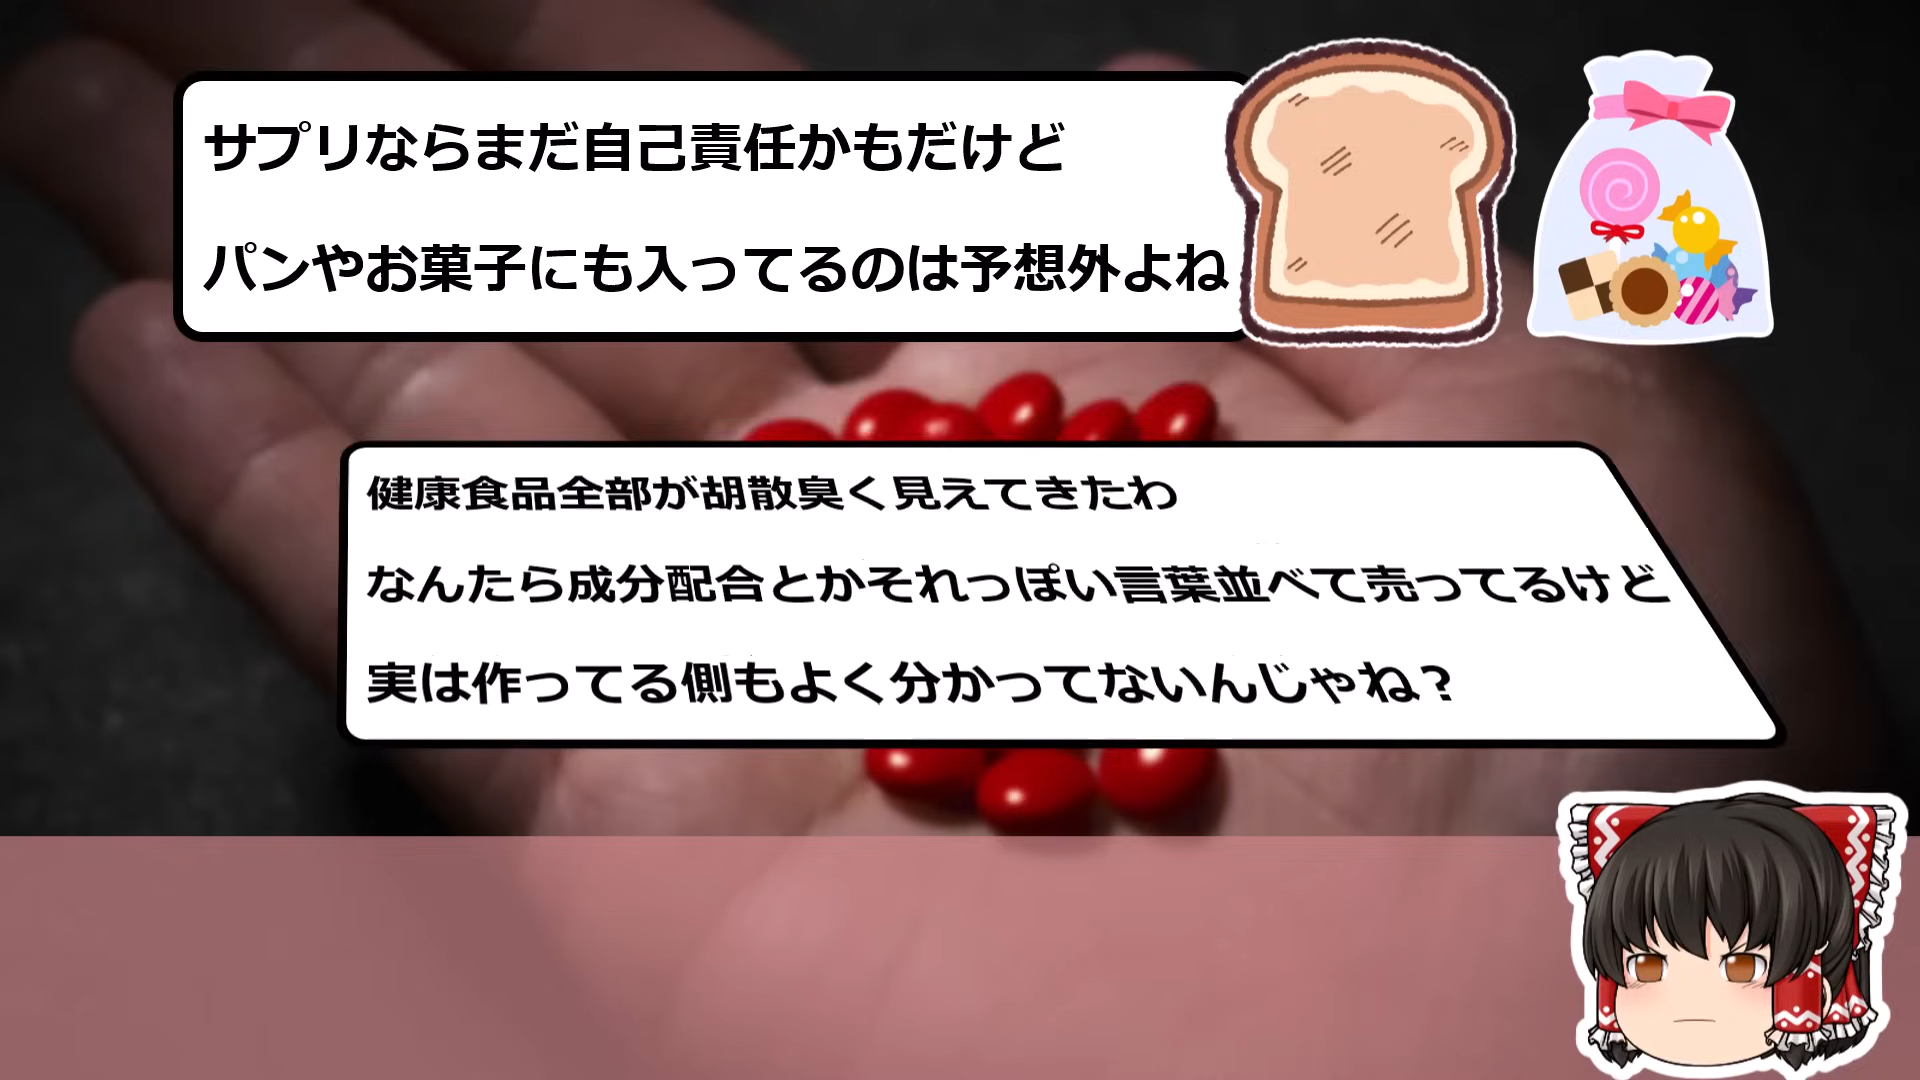 サプリならまだ自己責任かもだけど
パンやお菓子にも入ってるのは予想外よね
健康食品全部が胡散臭く見えてきたわ
なんたら成分配合とかそれっぽい言葉並べて売ってるけど
実は作ってる側もよく分かってないんじゃね？